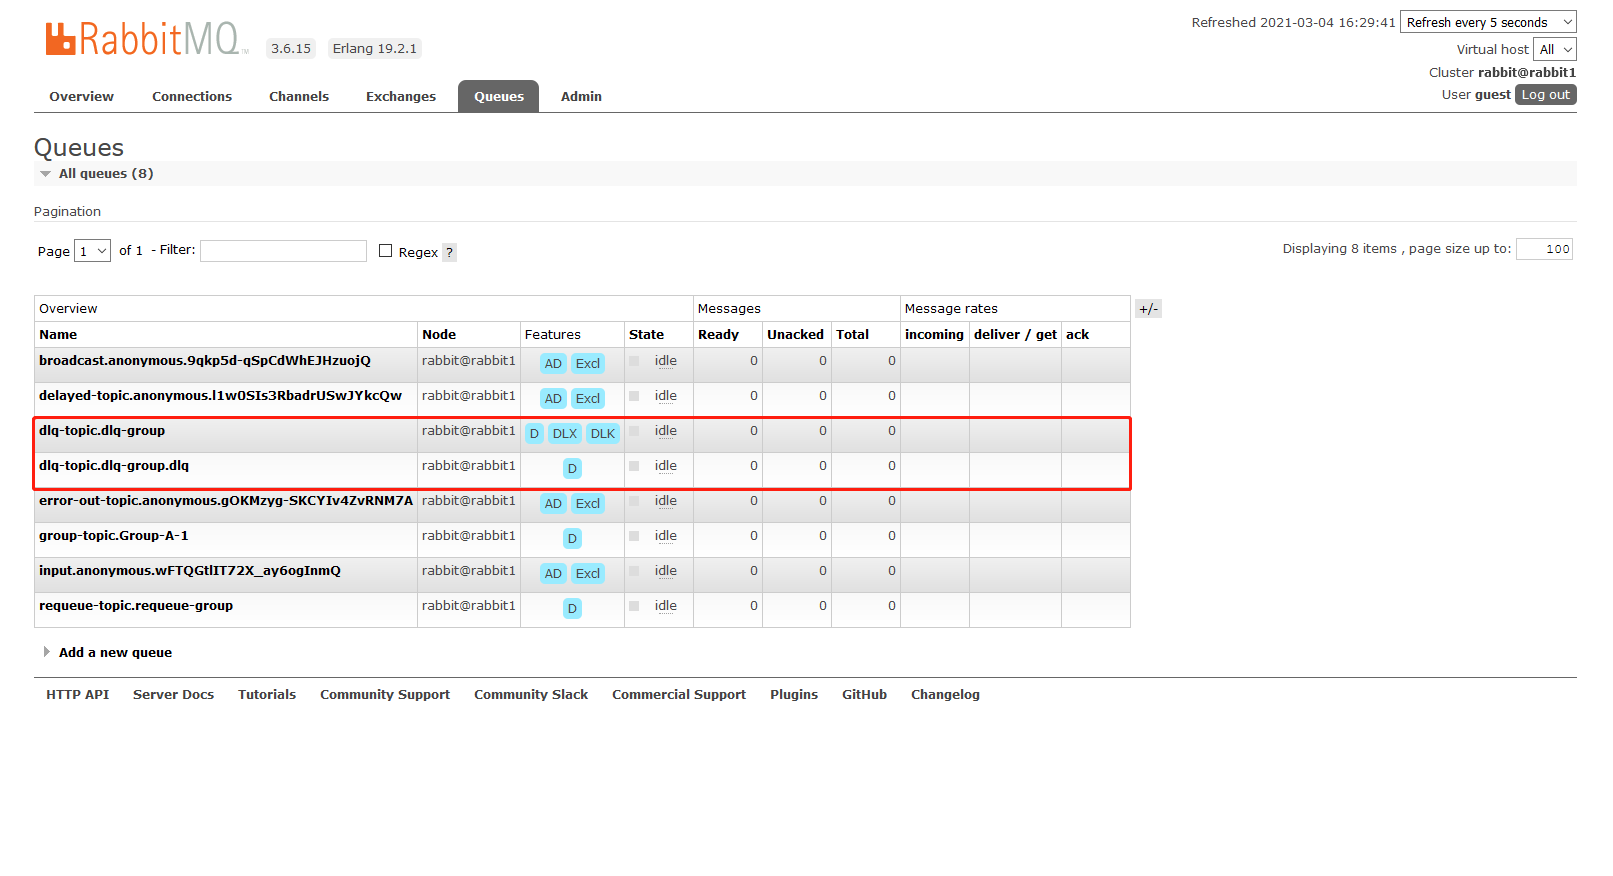 RabbitMQ TM 3.6.15 Erlang 19.2.1
Refreshed 2021-03-04 16:29:41 Refresh every 5 seconds
Virtual host All
Cluster rabbit@rabbit1
User guest Log out
Overview Connections Channels Exchanges Queues Admin
Queues
All queues (8)
Pagination
Page 1 of 1 - Filter: Regex ? Displaying 8 items , page size up to: 100
Overview Messages Message rates +/-
Name Node Features State Ready Unacked Total incoming deliver / get ack
broadcast.anonymous.9qkp5d-qSpCdWhEJHzuojQ rabbit@rabbit1 AD Excl idle 0 0 0
delayed-topic.anonymous.l1w0SIs3RbadrUSwJYkcQw rabbit@rabbit1 AD Excl idle 0 0 0
dlq-topic.dlq-group rabbit@rabbit1 D DLX DLK idle 0 0 0
dlq-topic.dlq-group.dlq rabbit@rabbit1 D idle 0 0 0
error-out-topic.anonymous.gOKMzyg-SKCYIv4ZvRNM7A rabbit@rabbit1 AD Excl idle 0 0 0
group-topic.Group-A-1 rabbit@rabbit1 D idle 0 0 0
input.anonymous.wFTQGtlIT72X_ay6ogInmQ rabbit@rabbit1 AD Excl idle 0 0 0
requeue-topic.requeue-group rabbit@rabbit1 D idle 0 0 0
Add a new queue
HTTP API Server Docs Tutorials Community Support Community Slack Commercial Support Plugins GitHub Changelog